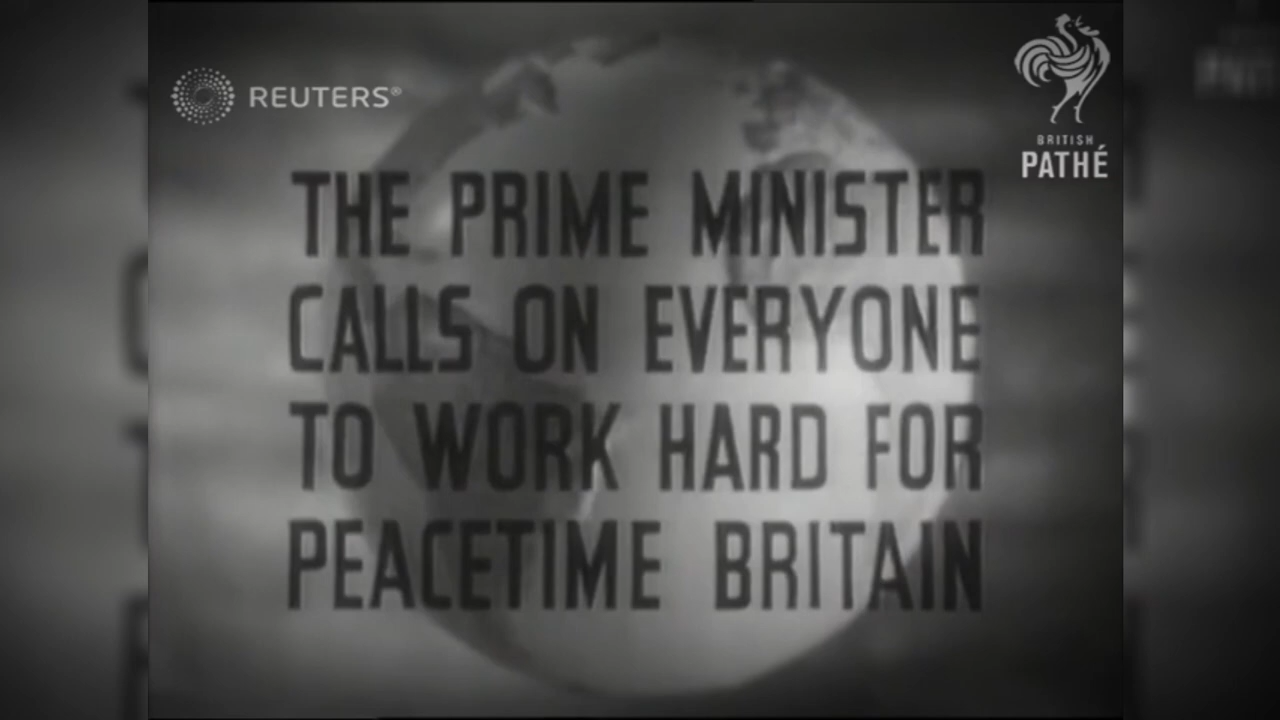 REUTERS®
BRITISH
PATHÉ
THE PRIME MINISTER
CALLS ON EVERYONE
TO WORK HARD FOR
PEACETIME BRITAIN